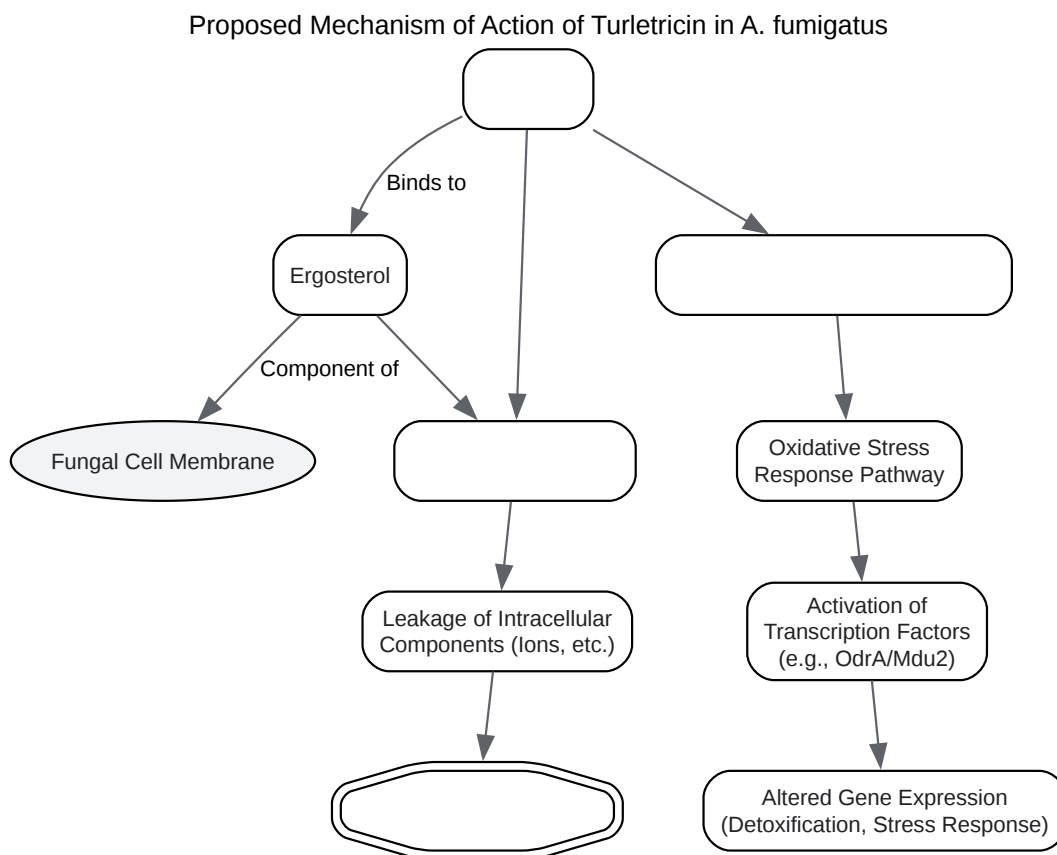 Proposed Mechanism of Action of Turletricin in A. fumigatus
Binds to
Ergosterol
Component of
Fungal Cell Membrane
Oxidative Stress
Response Pathway
Leakage of Intracellular
Components (Ions, etc.)
Activation of
Transcription Factors
(e.g., OdrA/Mdu2)
Altered Gene Expression
(Detoxification, Stress Response)